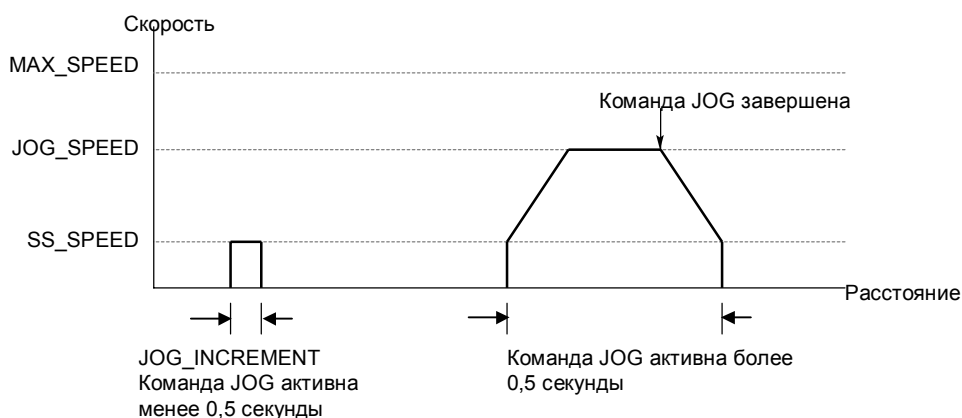 Скорость
MAX_SPEED
Команда JOG завершена
JOG_SPEED
SS_SPEED
Расстояние
JOG_INCREMENT
Команда JOG активна
менее 0,5 секунды
Команда JOG активна более
0,5 секунды